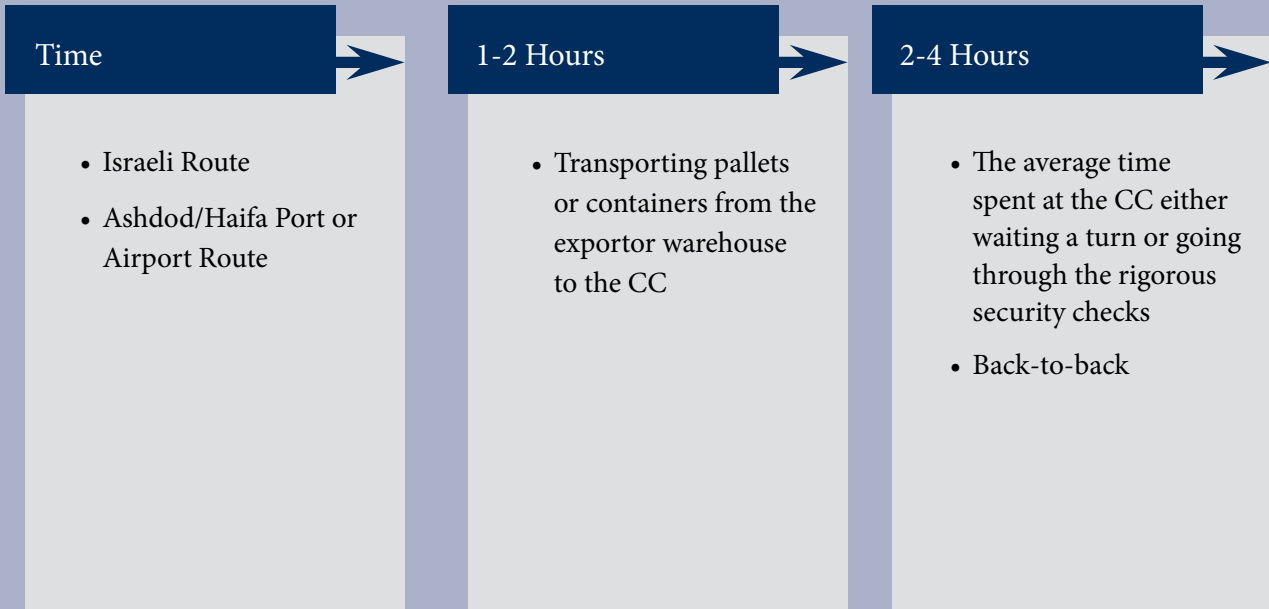 Time
• Israeli Route
• Ashdod/Haifa Port or
Airport Route
1-2 Hours
• Transporting pallets
or containers from the
exportor warehouse
to the CC
2-4 Hours
• The average time
spent at the CC either
waiting a turn or going
through the rigorous
security checks
• Back-to-back